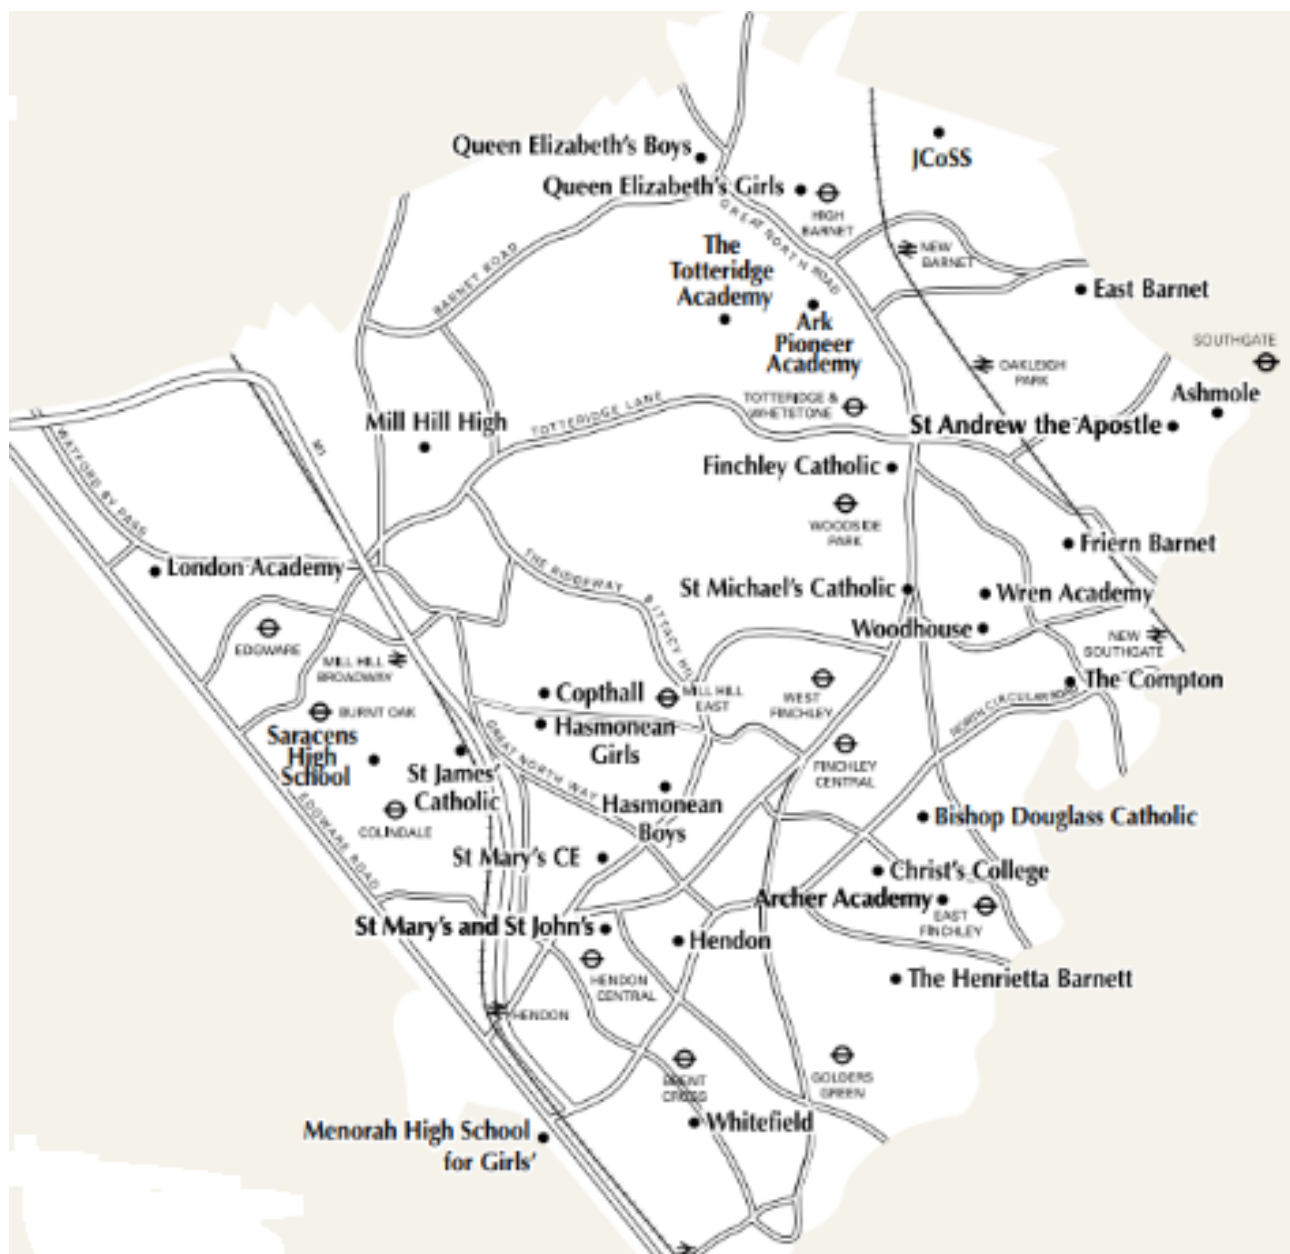 Queen Elizabeth's Boys
JCoSS
Queen Elizabeth's Girls
HIGH
BARNET
GREAT NORTH ROAD
NEW
BARNET
The
Totteridge
Academy
BARNET ROAD
East Barnet
Ark
Pioneer
Academy
SOUTHGATE
OAKLEIGH
PARK
Ashmole
TOTTERIDGE &
WHETSTONE
TOTTERIDGE LANE
Mill Hill High
St Andrew the Apostle
M1
WATFORD BY PASS
Finchley Catholic
WOODSIDE
PARK
Friern Barnet
London Academy
THE RIDGEWAY
St Michael's Catholic
Wren Academy
BITTACY HILL
Woodhouse
NEW
SOUTHGATE
EDGWARE
MILL HILL
BROADWAY
The Compton
Copthall
MILL HILL
EAST
WEST
FINCHLEY
NORTH CIRCULAR ROAD
BURNT OAK
Saracens
High
School
Hasmonean
Girls
GREAT NORTH WAY
FINCHLEY
CENTRAL
St James'
Catholic
Hasmonean
Boys
COLINDALE
EDGWARE ROAD
Bishop Douglass Catholic
St Mary's CE
Christ's College
Archer Academy
EAST
FINCHLEY
St Mary's and St John's
Hendon
HENDON
CENTRAL
The Henrietta Barnett
HENDON
BRENT
CROSS
GOLDERS
GREEN
Whitefield
Menorah High School
for Girls'